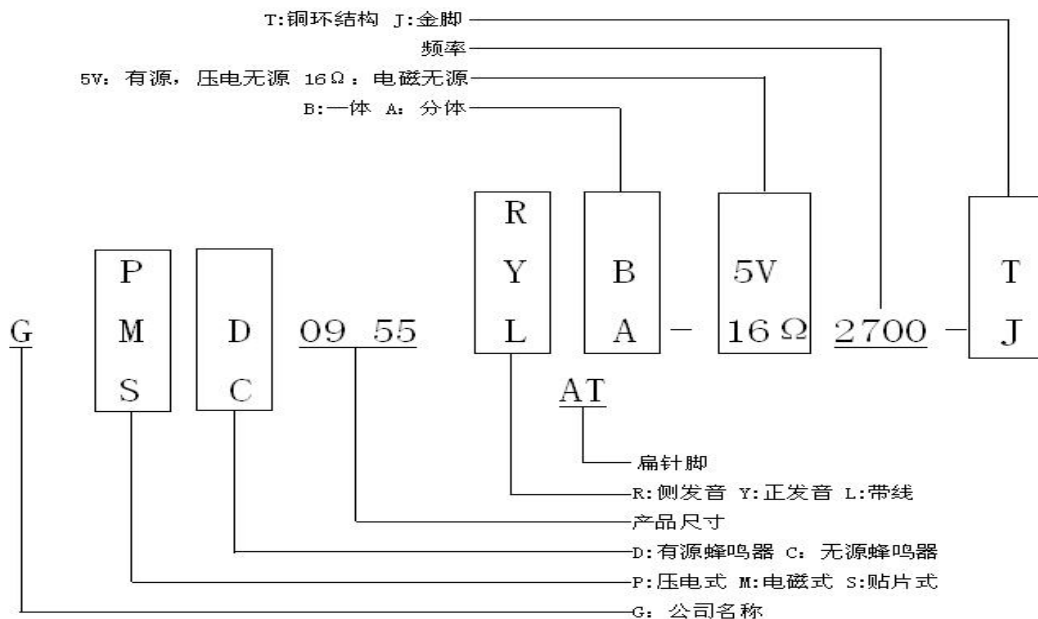 T:铜环结构 J:金脚
频率
5V: 有源, 压电无源 16Ω: 电磁无源
B:一体 A: 分体
R
P Y B 5V T
G M D 09 55 L A - 16Ω 2700 - J
S C AT
扁针脚
R:侧发音 Y:正发音 L:带线
产品尺寸
D:有源蜂鸣器 C: 无源蜂鸣器
P:压电式 M:电磁式 S:贴片式
G: 公司名称